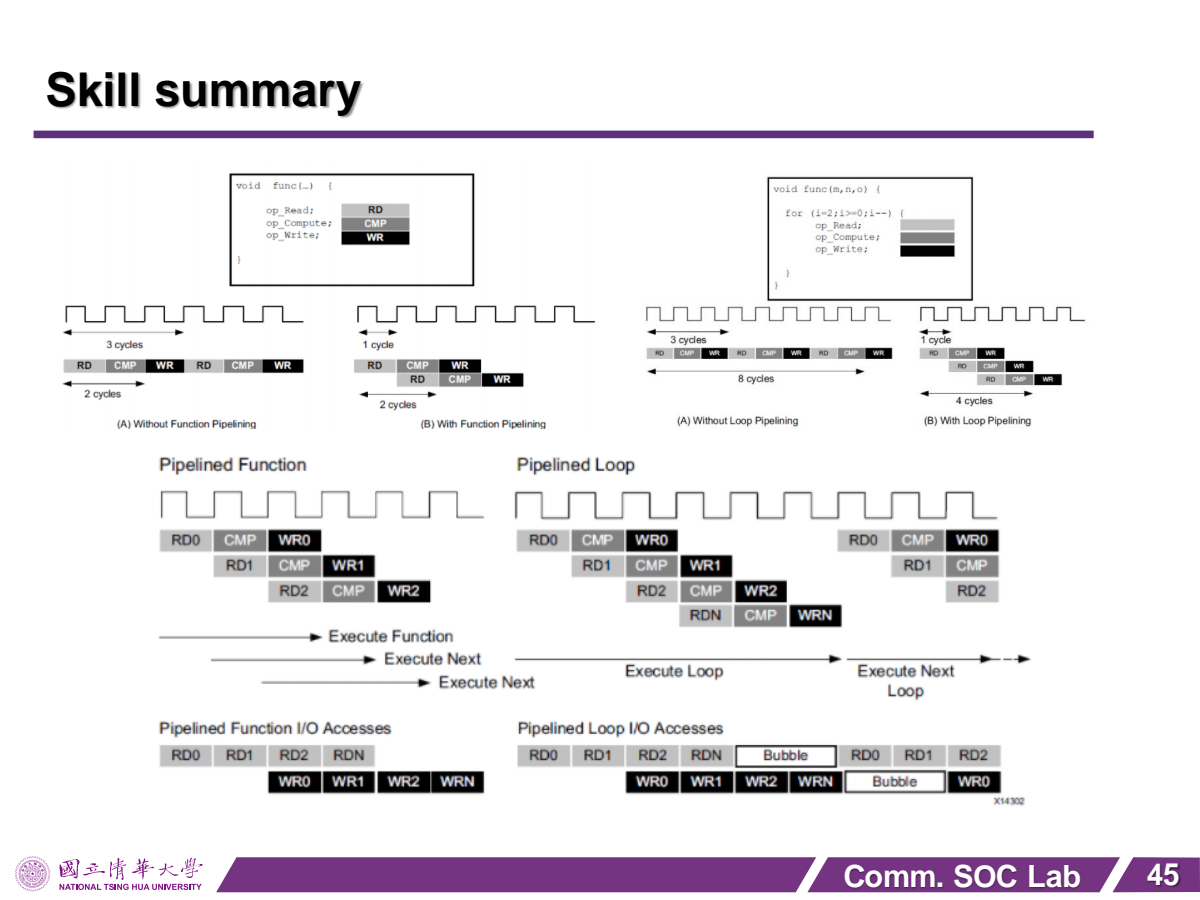 Skill summary
void func(…) {
op_Read; RD
op_Compute; CMP
op_Write; WR
}
3 cycles
RD CMP WR RD CMP WR
2 cycles
(A) Without Function Pipelining
1 cycle
RD CMP WR
RD CMP WR
2 cycles
(B) With Function Pipelining
void func(m,n,o) {
for (i=2;i>=0;i--) {
op_Read;
op_Compute;
op_Write;
}
}
3 cycles
RD CMP WR RD CMP WR RD CMP WR
8 cycles
(A) Without Loop Pipelining
1 cycle
RD CMP WR
RD CMP WR
RD CMP WR
4 cycles
(B) With Loop Pipelining
Pipelined Function
RD0 CMP WR0
RD1 CMP WR1
RD2 CMP WR2
Execute Function
Execute Next
Execute Next
Pipelined Loop
RD0 CMP WR0 RD0 CMP WR0
RD1 CMP WR1 RD1 CMP
RD2 CMP WR2 RD2
RDN CMP WRN
Execute Loop
Execute Next
Loop
Pipelined Function I/O Accesses
RD0 RD1 RD2 RDN
WR0 WR1 WR2 WRN
Pipelined Loop I/O Accesses
RD0 RD1 RD2 RDN Bubble RD0 RD1 RD2
WR0 WR1 WR2 WRN Bubble WR0
X14302
國立清華大學
NATIONAL TSING HUA UNIVERSITY
Comm. SOC Lab
45